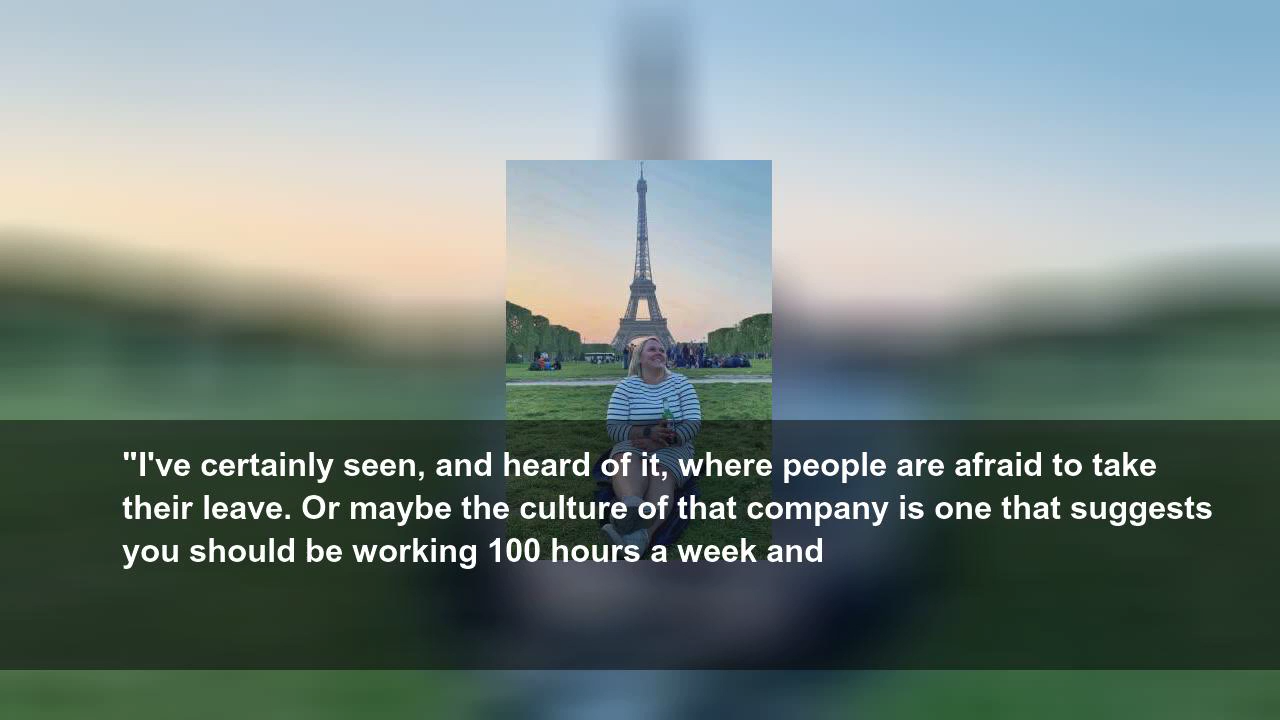 "I've certainly seen, and heard of it, where people are afraid to take
their leave. Or maybe the culture of that company is one that suggests
you should be working 100 hours a week and